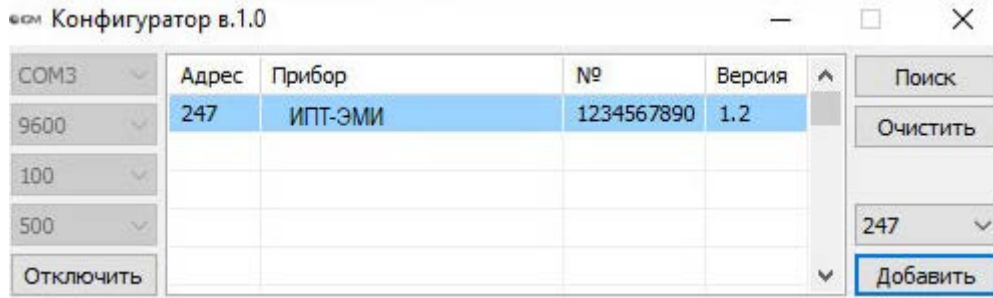 Конфигуратор в.1.0
COM3 Адрес Прибор № Версия Поиск
247 ИПТ-ЭМИ 1234567890 1.2
9600 Очистить
100
500 247
Отключить Добавить